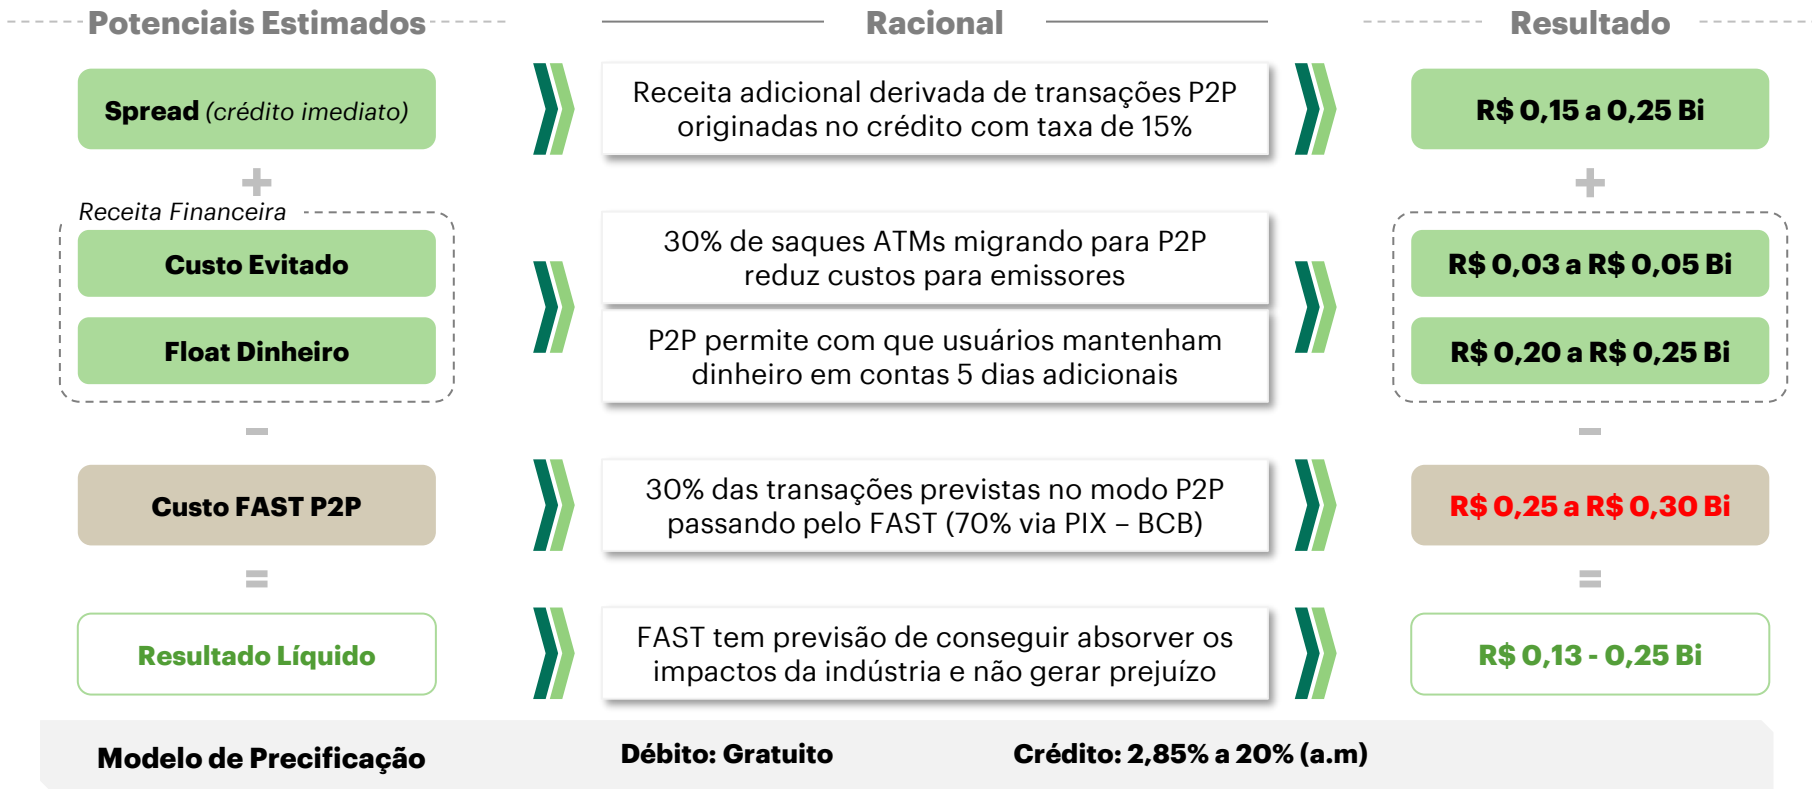 Potenciais Estimados
Racional
Resultado
Spread (crédito imediato)
Receita adicional derivada de transações P2P
originadas no crédito com taxa de 15%
R$ 0,15 a 0,25 Bi
+
+
Receita Financeira
Custo Evitado
30% de saques ATMs migrando para P2P
reduz custos para emissores
R$ 0,03 a R$ 0,05 Bi
Float Dinheiro
P2P permite com que usuários mantenham
dinheiro em contas 5 dias adicionais
R$ 0,20 a R$ 0,25 Bi
–
–
Custo FAST P2P
30% das transações previstas no modo P2P
passando pelo FAST (70% via PIX – BCB)
R$ 0,25 a R$ 0,30 Bi
=
=
Resultado Líquido
FAST tem previsão de conseguir absorver os
impactos da indústria e não gerar prejuízo
R$ 0,13 - 0,25 Bi
Modelo de Precificação
Débito: Gratuito
Crédito: 2,85% a 20% (a.m)